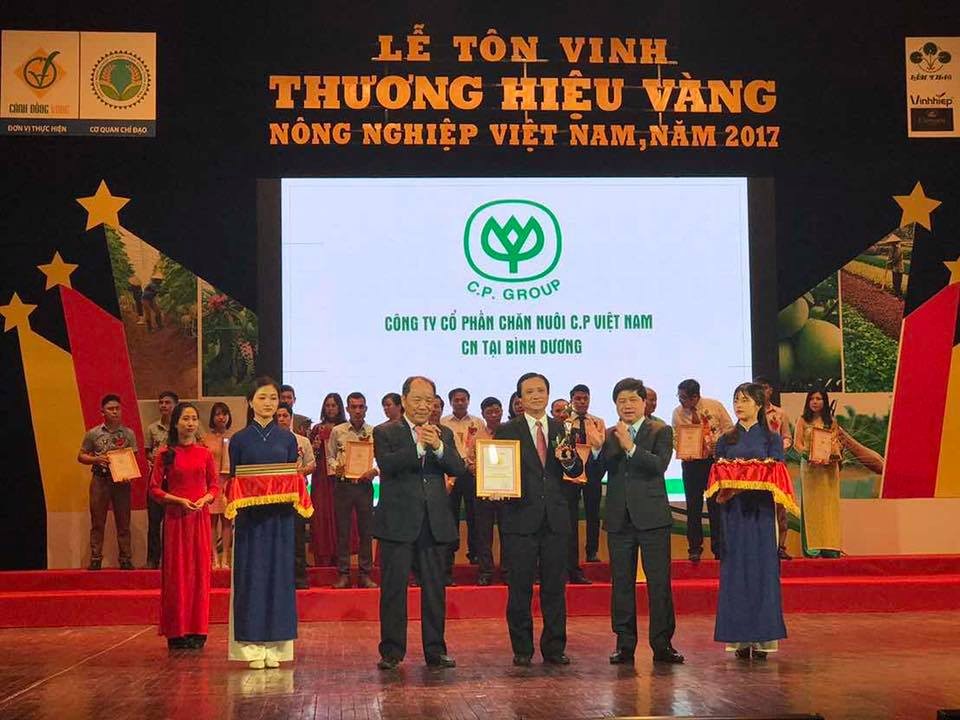 LỄ TÔN VINH
THƯƠNG HIỆU VÀNG
NÔNG NGHIỆP VIỆT NAM, NĂM 2017
CÁNH ĐỒNG VÀNG
ĐƠN VỊ THỰC HIỆN
CƠ QUAN CHỈ ĐẠO
Vinhhiep
C.P. GROUP
CÔNG TY CỔ PHẦN CHĂN NUÔI C.P VIỆT NAM
CN TẠI BÌNH DƯƠNG